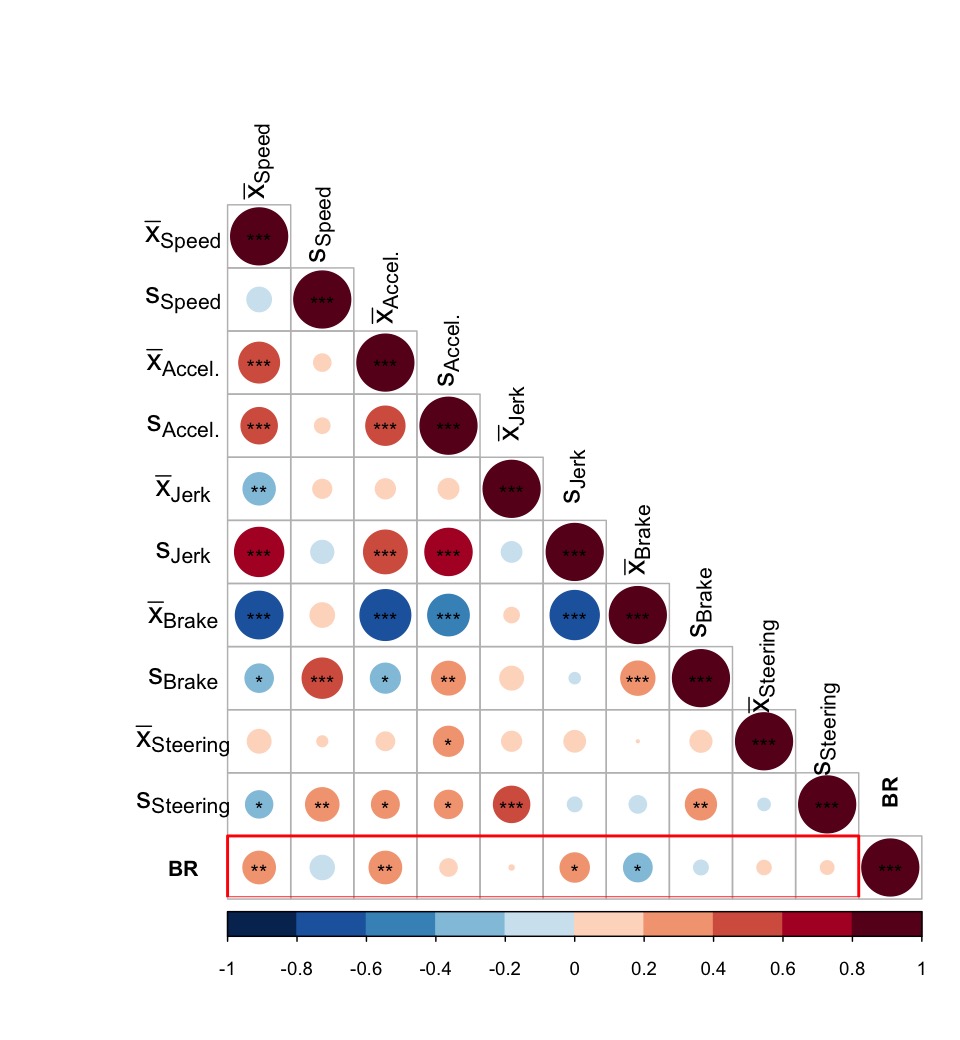 x̄Speed
sSpeed
x̄Accel.
sAccel.
x̄Jerk
sJerk
x̄Brake
sBrake
x̄Steering
sSteering
BR
x̄Speed ***
sSpeed ***
x̄Accel. *** ***
sAccel. *** *** ***
x̄Jerk ** ***
sJerk *** *** *** ***
x̄Brake *** *** *** *** ***
sBrake * *** * ** *** ***
x̄Steering * ***
sSteering * ** * * *** ** ***
BR ** ** * * ***
-1 -0.8 -0.6 -0.4 -0.2 0 0.2 0.4 0.6 0.8 1